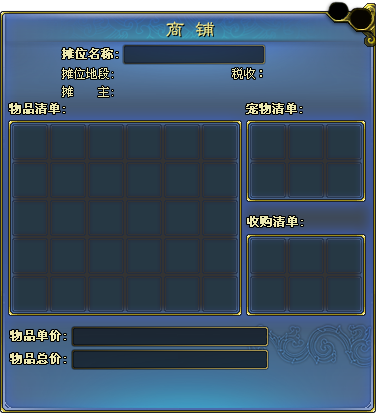 商 铺
摊位名称:
摊位地段: 税收:
摊 主:
物品清单: 宠物清单:
收购清单:
物品单价:
物品总价: